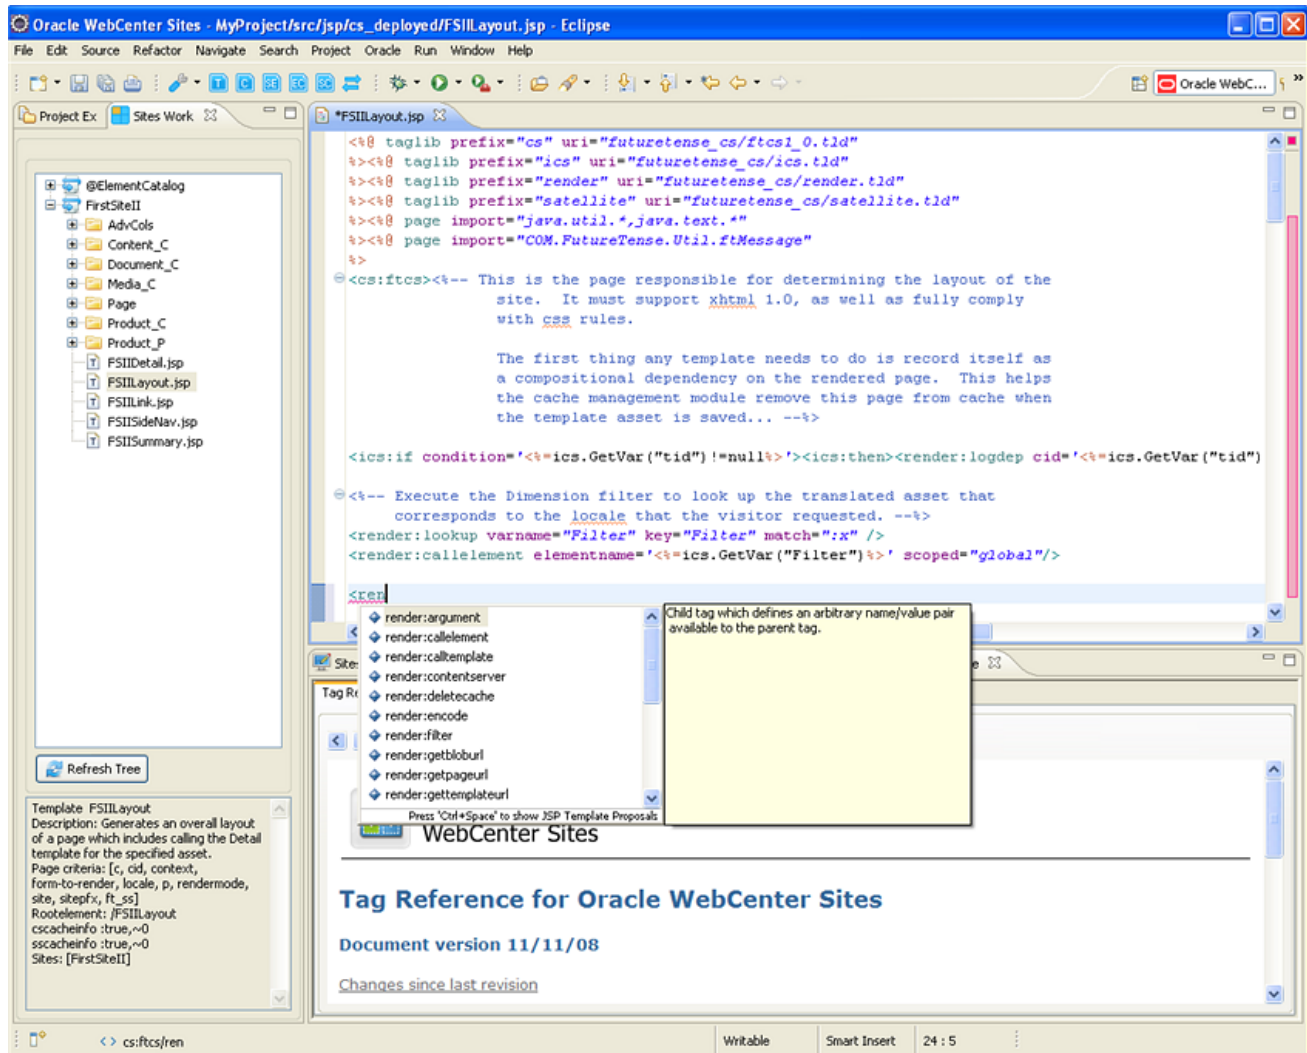 Oracle WebCenter Sites - MyProject/src/jsp/cs_deployed/FSIILayout.jsp - Eclipse
File Edit Source Refactor Navigate Search Project Oracle Run Window Help
Oracle WebC...
Project Ex
Sites Work
*FSIILayout.jsp
@ElementCatalog
FirstSiteII
AdvCols
Content_C
Document_C
Media_C
Page
Product_C
Product_P
FSIIDetail.jsp
FSIILayout.jsp
FSIILink.jsp
FSIISideNav.jsp
FSIISummary.jsp
Refresh Tree
Template FSIILayout
Description: Generates an overall layout
of a page which includes calling the Detail
template for the specified asset.
Page criteria: [c, cid, context,
form-to-render, locale, p, rendermode,
site, sitepfx, ft_ss]
Rootelement: /FSIILayout
cscacheinfo :true,~0
sscacheinfo :true,~0
Sites: [FirstSiteII]
<%@ taglib prefix="cs" uri="futuretense_cs/ftcs1_0.tld"
%><%@ taglib prefix="ics" uri="futuretense_cs/ics.tld"
%><%@ taglib prefix="render" uri="futuretense_cs/render.tld"
%><%@ taglib prefix="satellite" uri="futuretense_cs/satellite.tld"
%><%@ page import="java.util.*,java.text.*"
%><%@ page import="COM.FutureTense.Util.ftMessage"
%>
<cs:ftcs><%-- This is the page responsible for determining the layout of the
site. It must support xhtml 1.0, as well as fully comply
with css rules.
The first thing any template needs to do is record itself as
a compositional dependency on the rendered page. This helps
the cache management module remove this page from cache when
the template asset is saved... --%>
<ics:if condition='<%=ics.GetVar("tid")!=null%>'><ics:then><render:logdep cid='<%=ics.GetVar("tid")
<%-- Execute the Dimension filter to look up the translated asset that
corresponds to the locale that the visitor requested. --%>
<render:lookup varname="Filter" key="Filter" match=":x" />
<render:callelement elementname='<%=ics.GetVar("Filter")%>' scoped="global"/>
<ren
render:argument
render:callelement
render:calltemplate
render:contentserver
render:deletecache
render:encode
render:filter
render:getbloburl
render:getpageurl
render:gettemplateurl
Press 'Ctrl+Space' to show JSP Template Proposals
Child tag which defines an arbitrary name/value pair
available to the parent tag.
Site
Tag Re
WebCenter Sites
Tag Reference for Oracle WebCenter Sites
Document version 11/11/08
Changes since last revision
cs:ftcs/ren
Writable
Smart Insert
24 : 5